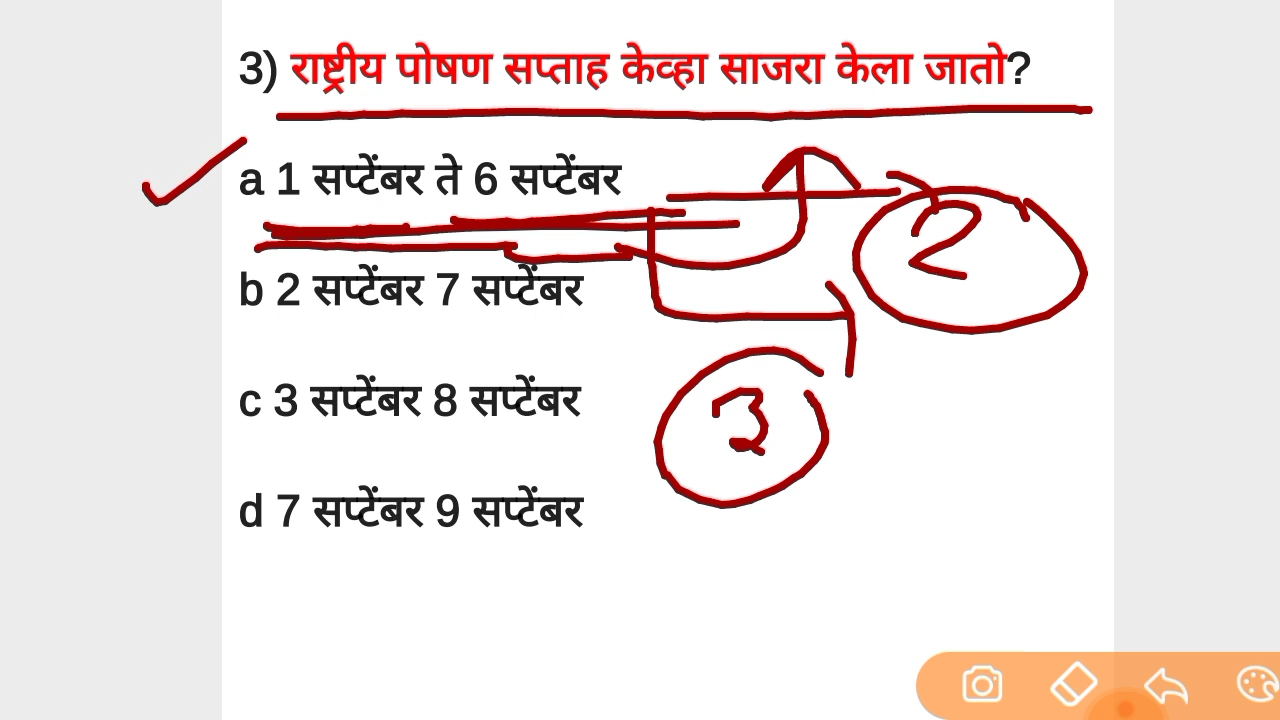 3) राष्ट्रीय पोषण सप्ताह केव्हा साजरा केला जातो?
a 1 सप्टेंबर ते 6 सप्टेंबर
2
b 2 सप्टेंबर 7 सप्टेंबर
c 3 सप्टेंबर 8 सप्टेंबर
3
d 7 सप्टेंबर 9 सप्टेंबर